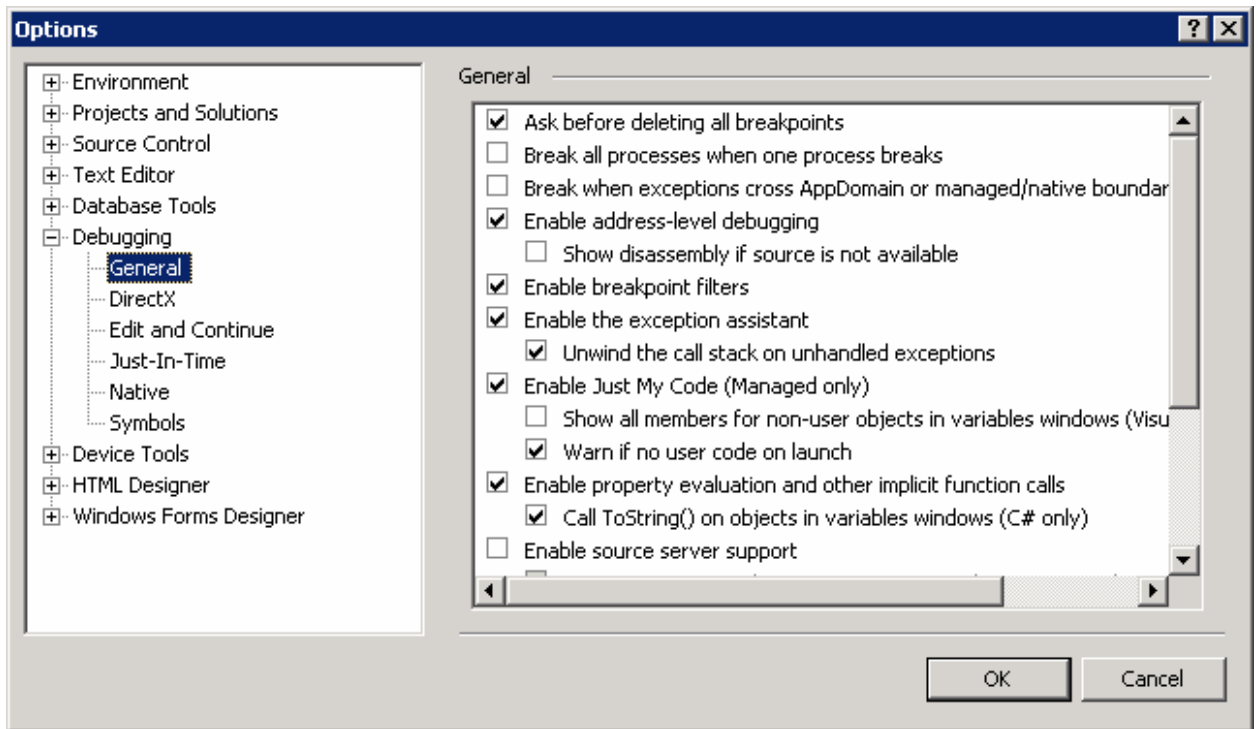 Options
Environment
Projects and Solutions
Source Control
Text Editor
Database Tools
Debugging
General
DirectX
Edit and Continue
Just-In-Time
Native
Symbols
Device Tools
HTML Designer
Windows Forms Designer
General
Ask before deleting all breakpoints
Break all processes when one process breaks
Break when exceptions cross AppDomain or managed/native boundar
Enable address-level debugging
Show disassembly if source is not available
Enable breakpoint filters
Enable the exception assistant
Unwind the call stack on unhandled exceptions
Enable Just My Code (Managed only)
Show all members for non-user objects in variables windows (Visu
Warn if no user code on launch
Enable property evaluation and other implicit function calls
Call ToString() on objects in variables windows (C# only)
Enable source server support
OK
Cancel